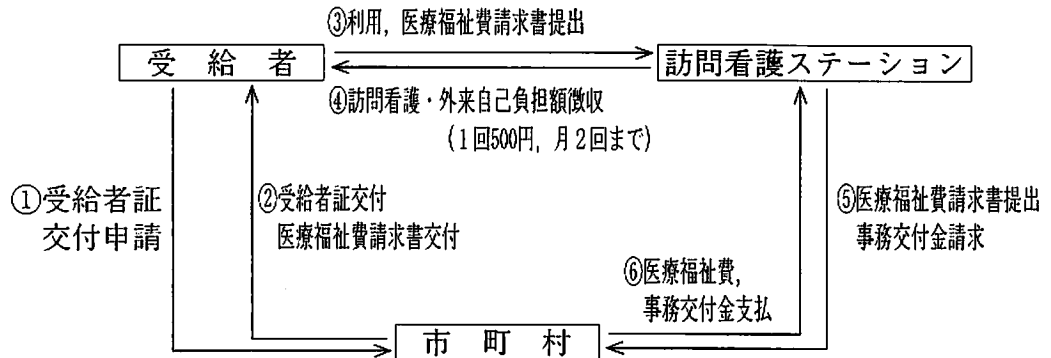 ③利用，医療福祉費請求書提出
受給者
訪問看護ステーション
④訪問看護・外来自己負担額徴収
(１回500円，月２回まで)
①受給者証
交付申請
②受給者証交付
医療福祉費請求書交付
⑤医療福祉費請求書提出
事務交付金請求
⑥医療福祉費，
事務交付金支払
市町村